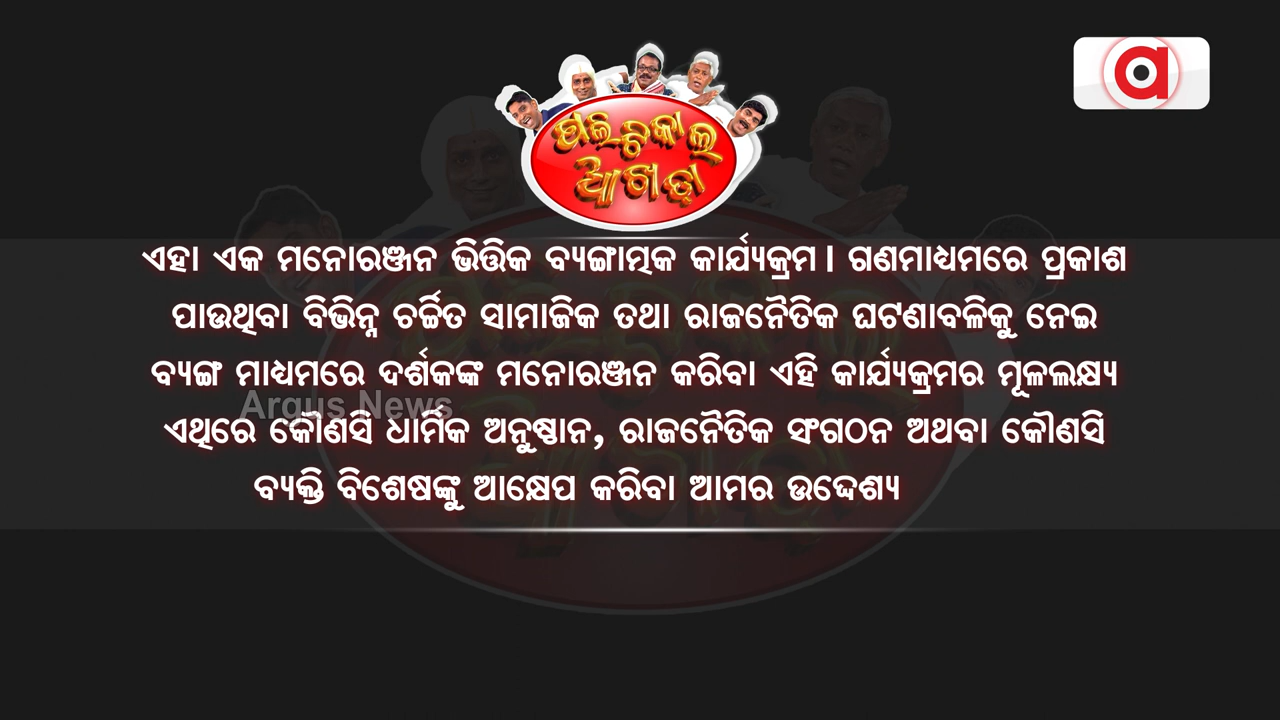 ପଲିଟିକାଲ
ଆଖଡ଼ା
ଏହା ଏକ ମନୋରଞ୍ଜନ ଭିତ୍ତିକ ବ୍ୟଙ୍ଗାତ୍ମକ କାର୍ଯ୍ୟକ୍ରମ। ଗଣମାଧ୍ୟମରେ ପ୍ରକାଶ
ପାଉଥିବା ବିଭିନ୍ନ ଚର୍ଚ୍ଚିତ ସାମାଜିକ ତଥା ରାଜନୈତିକ ଘଟଣାବଳିକୁ ନେଇ
ବ୍ୟଙ୍ଗ ମାଧ୍ୟମରେ ଦର୍ଶକଙ୍କ ମନୋରଞ୍ଜନ କରିବା ଏହି କାର୍ଯ୍ୟକ୍ରମର ମୂଳଲକ୍ଷ୍ୟ
Argus News
ଏଥିରେ କୌଣସି ଧାର୍ମିକ ଅନୁଷ୍ଠାନ, ରାଜନୈତିକ ସଂଗଠନ ଅଥବା କୌଣସି
ବ୍ୟକ୍ତି ବିଶେଷଙ୍କୁ ଆକ୍ଷେପ କରିବା ଆମର ଉଦ୍ଦେଶ୍ୟ